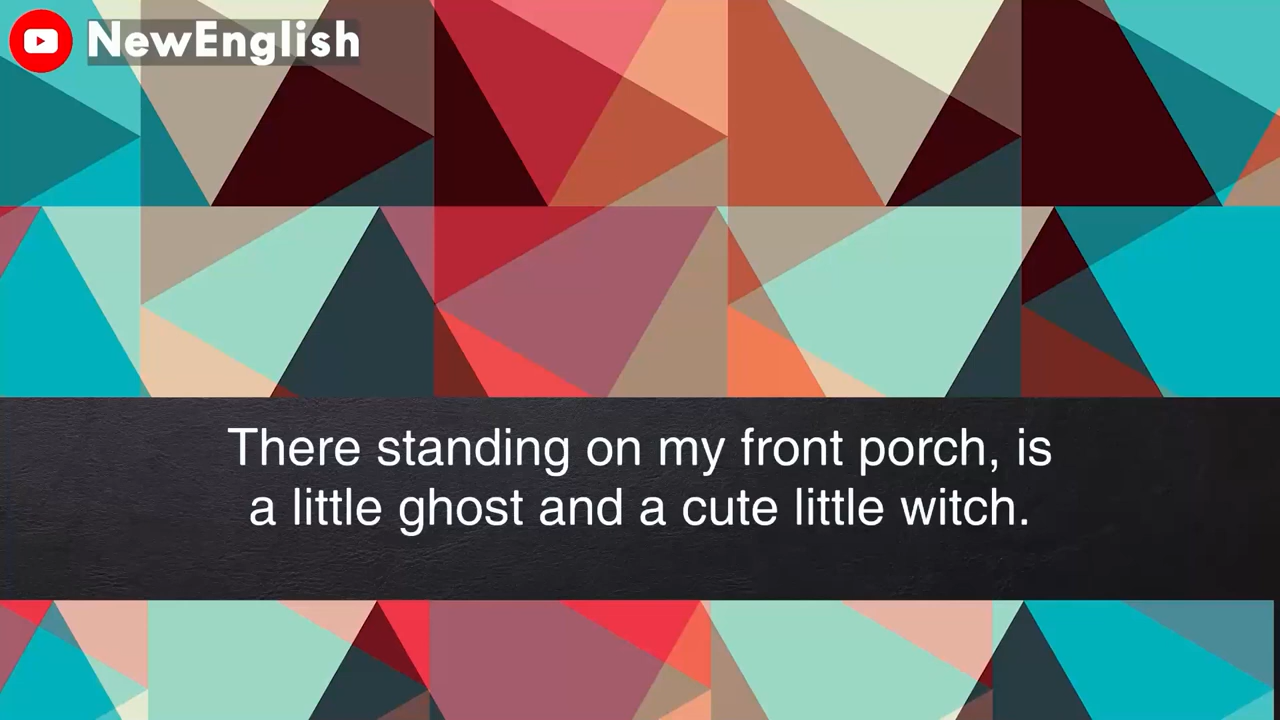 NewEnglish
There standing on my front porch, is
a little ghost and a cute little witch.